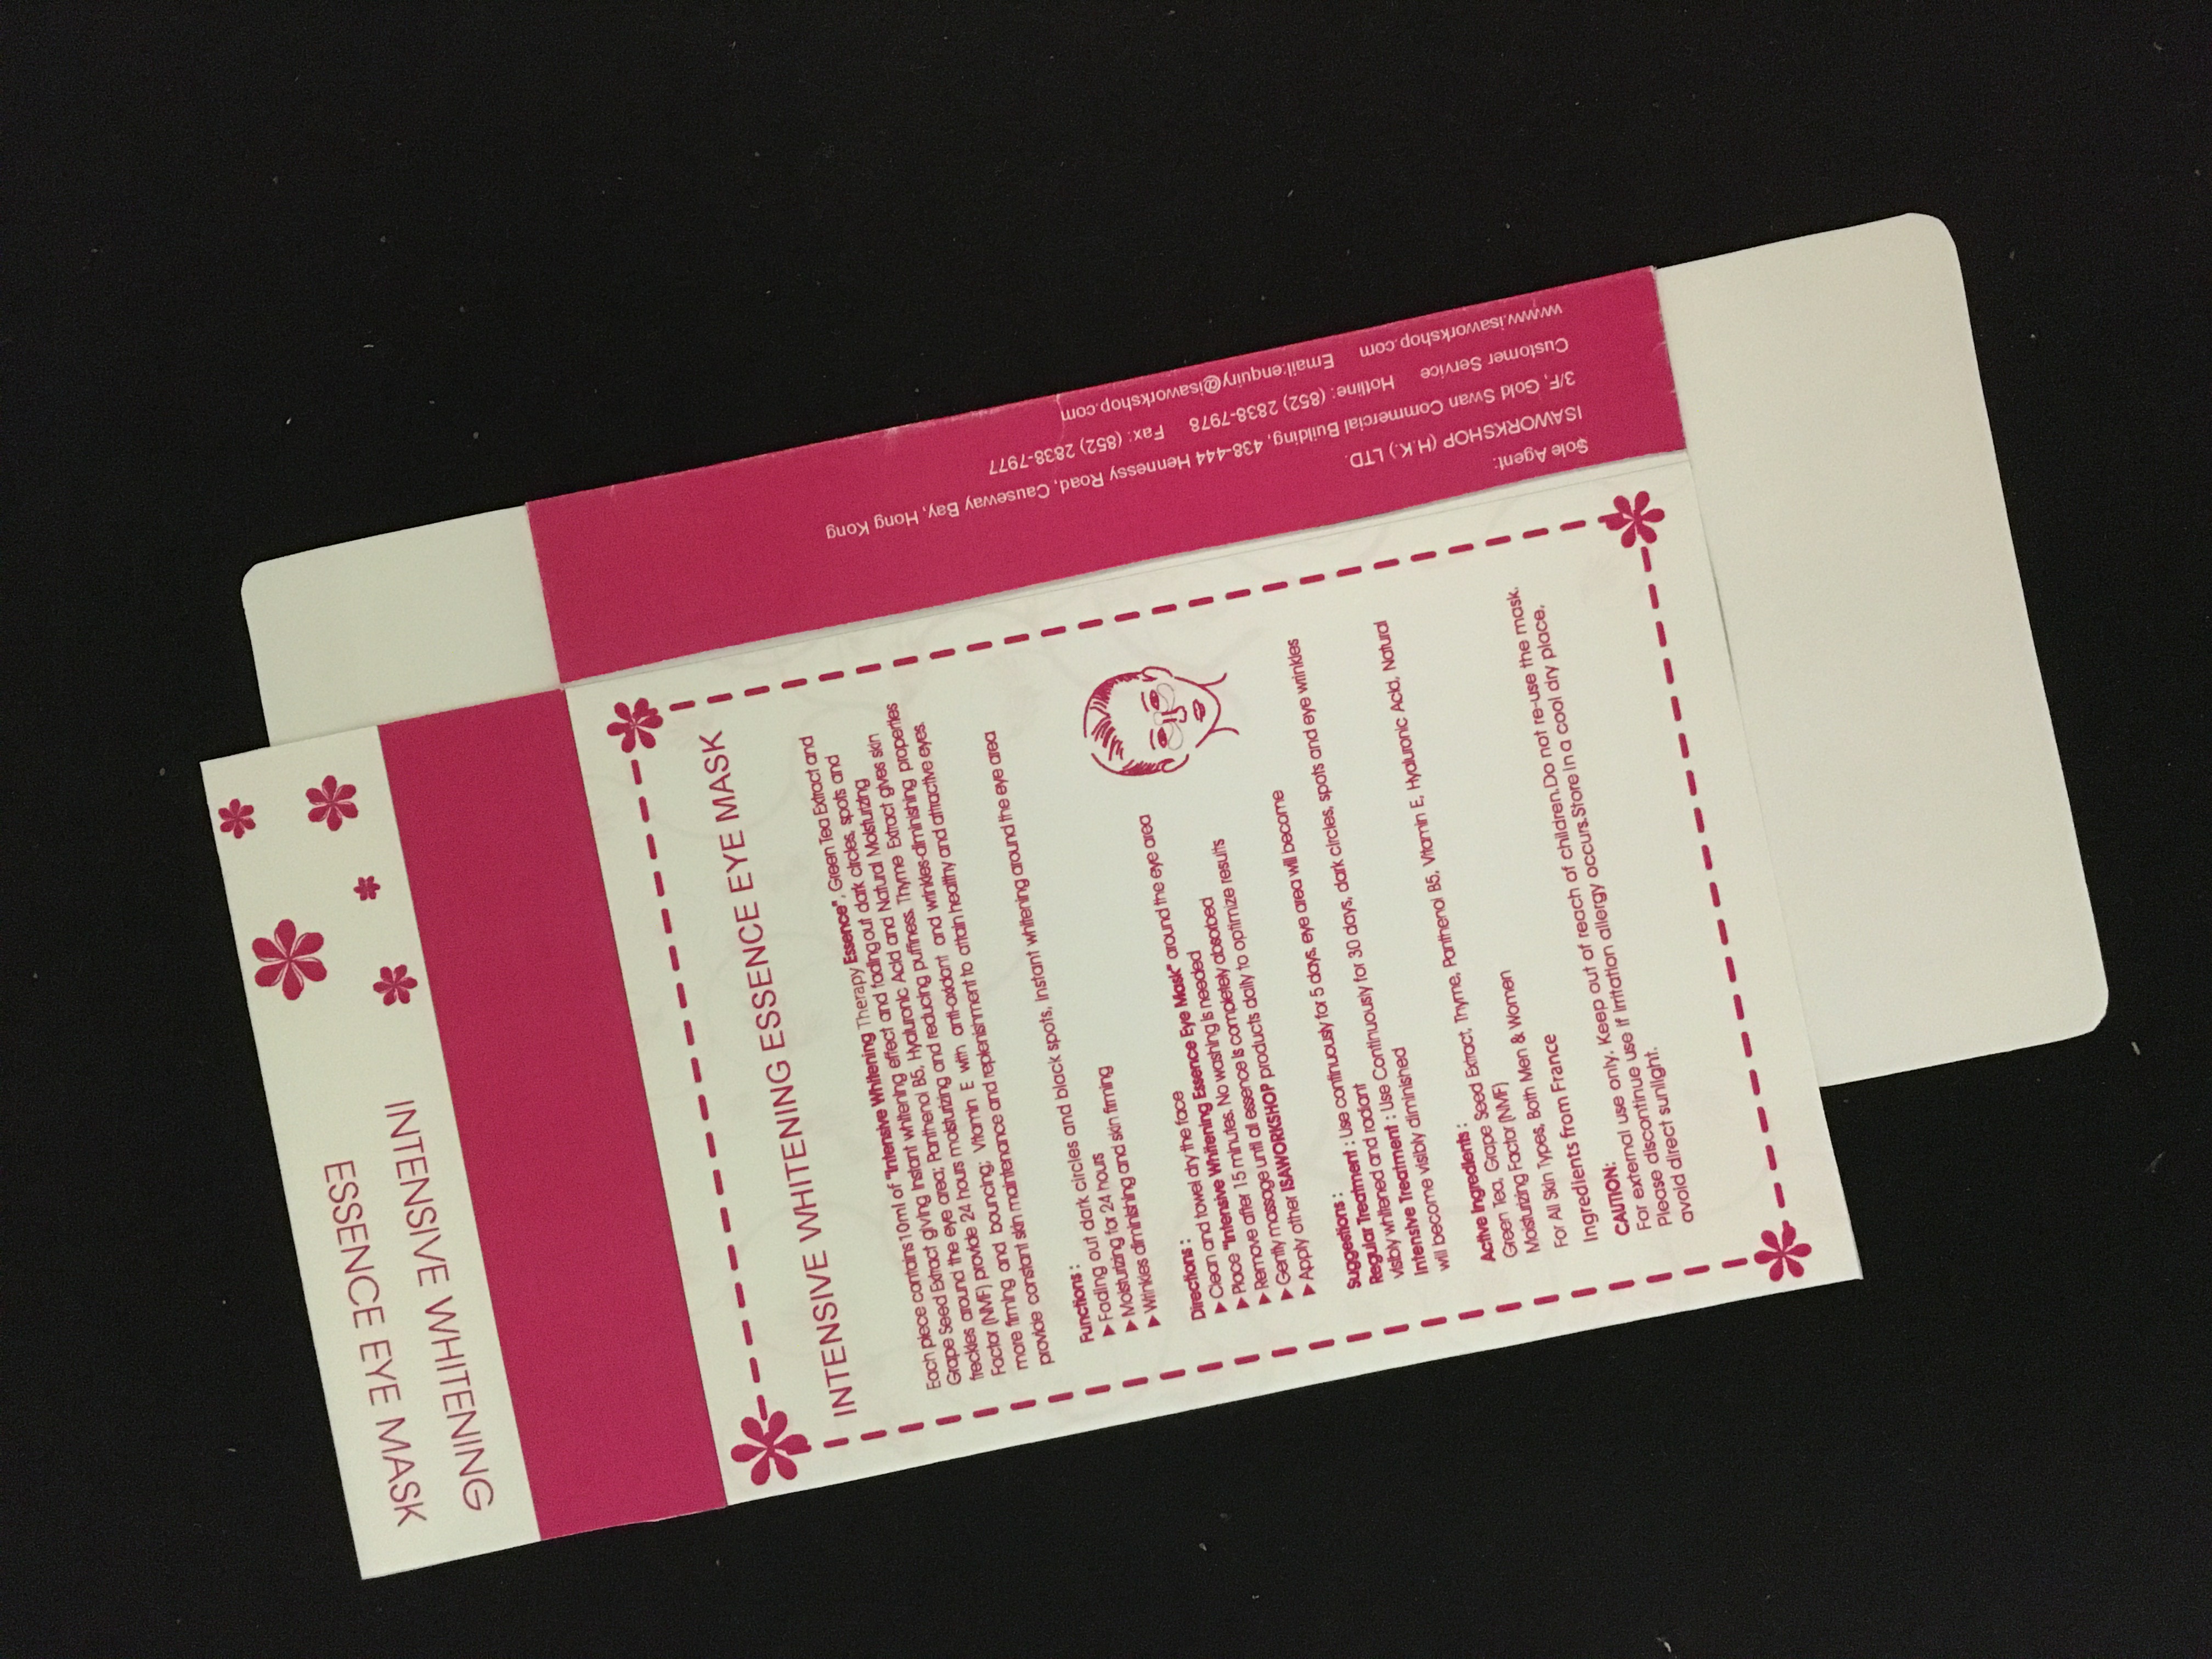 INTENSIVE WHITENING
ESSENCE EYE MASK
INTENSIVE WHITENING ESSENCE EYE MASK
Each piece contains 10ml of "Intensive Whitening Therapy Essence", Green Tea Extract and
Grape Seed Extract giving instant whitening effect and fading out dark circles, spots and
freckles around the eye area; Panthenol B5, Hyaluronic Acid and Natural Moisturizing
Factor (NMF) provide 24 hours moisturizing and reducing puffiness. Thyme Extract gives skin
more firming and bouncing; Vitamin E with anti-oxidant and wrinkles-diminishing properties
provide constant skin maintenance and replenishment to attain healthy and attractive eyes.
Functions :
► Fading out dark circles and black spots, instant whitening around the eye area
► Moisturizing for 24 hours
► Wrinkles diminishing and skin firming
Directions :
► Clean and towel dry the face
► Place "Intensive Whitening Essence Eye Mask" around the eye area
► Remove after 15 minutes. No washing is needed
► Gently massage until all essence is completely absorbed
► Apply other ISAWORKSHOP products daily to optimize results
Suggestions :
Regular Treatment : Use continuously for 5 days, eye area will become
visibly whitened and radiant
Intensive Treatment : Use Continuously for 30 days, dark circles, spots and eye wrinkles
will become visibly diminished
Active Ingredients :
Green Tea, Grape Seed Extract, Thyme, Panthenol B5, Vitamin E, Hyaluronic Acid, Natural
Moisturizing Factor (NMF)
For All Skin Types, Both Men & Women
Ingredients from France
CAUTION:
For external use only. Keep out of reach of children.Do not re-use the mask.
Please discontinue use if irritation allergy occurs.Store in a cool dry place,
avoid direct sunlight.
Sole Agent:
ISAWORKSHOP (H.K.) LTD.
3/F, Gold Swan Commercial Building, 438-444 Hennessy Road, Causeway Bay, Hong Kong
Customer Service Hotline: (852) 2838-7978 Fax: (852) 2838-7977
www.isaworkshop.com Email:enquiry@isaworkshop.com